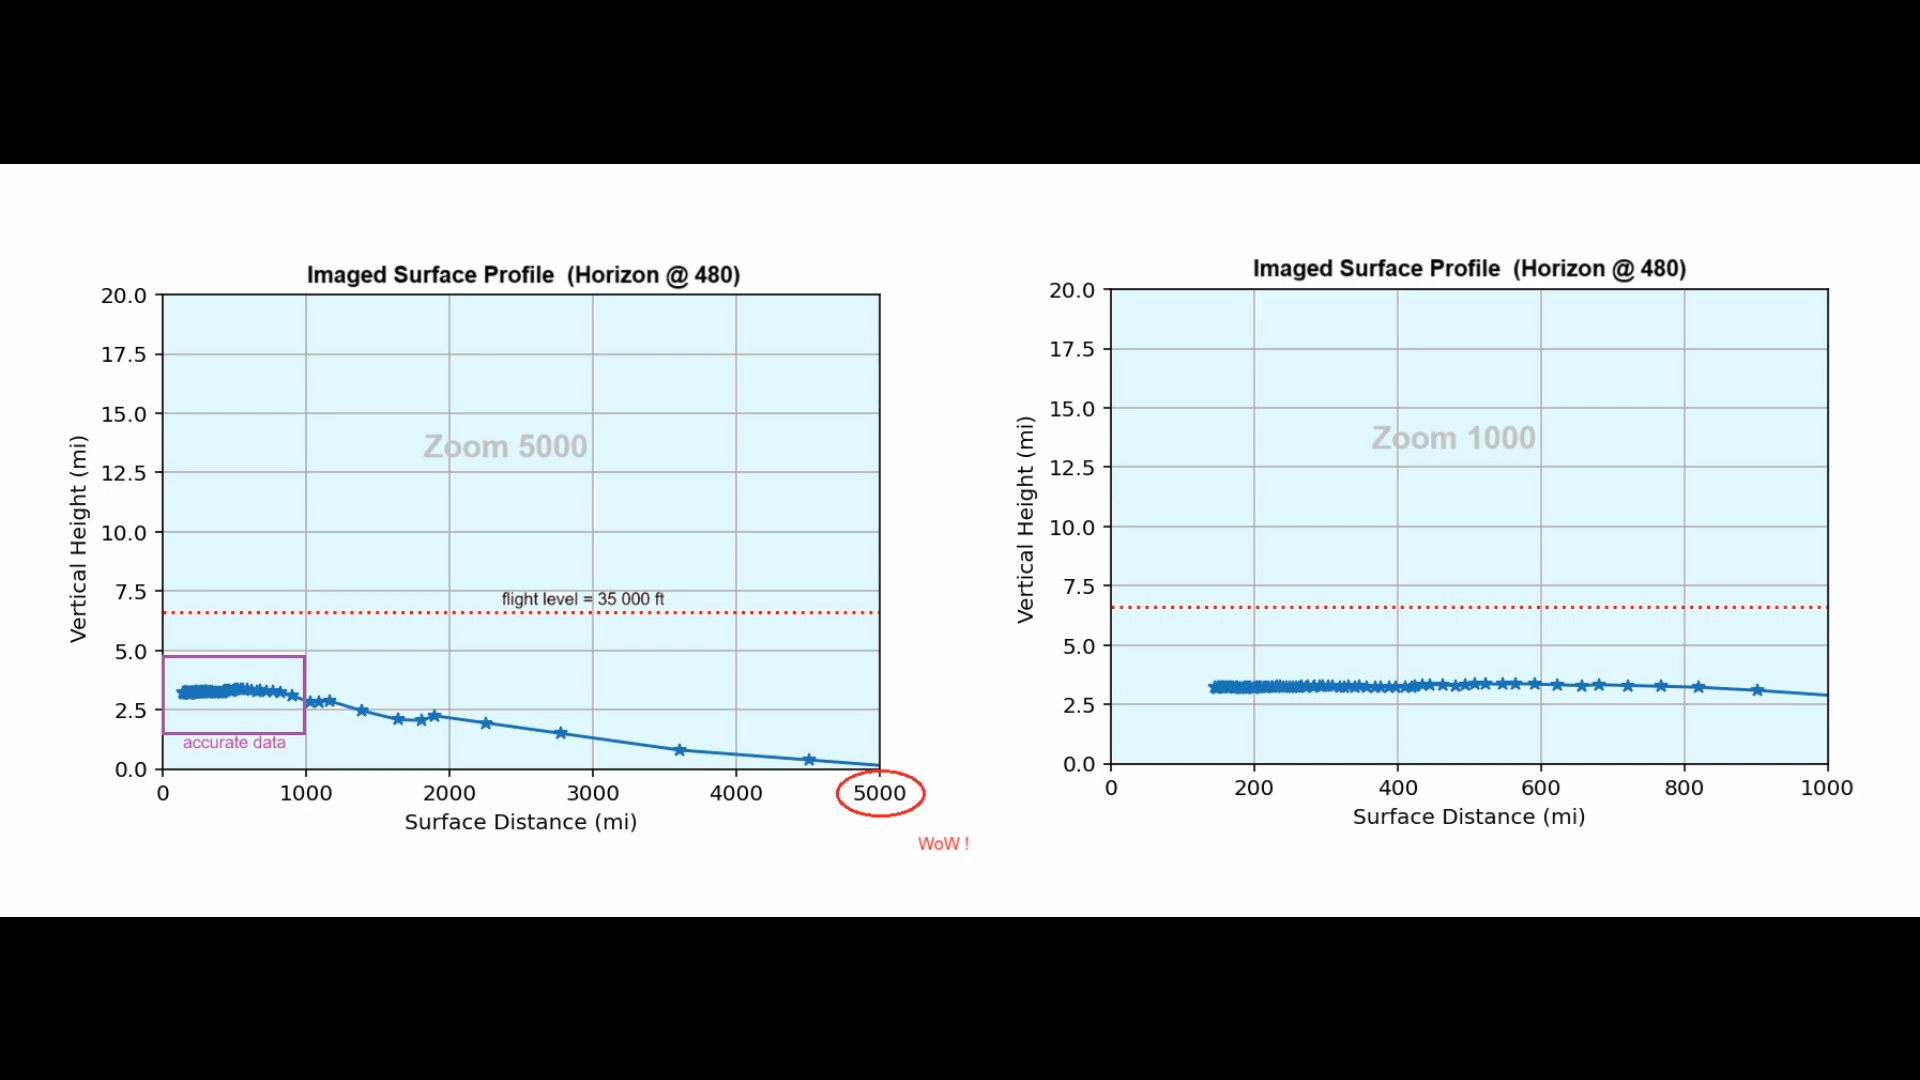 Imaged Surface Profile (Horizon @ 480)
20.0
17.5
15.0
12.5
10.0
7.5
5.0
2.5
0.0
Vertical Height (mi)
Zoom 5000
flight level = 35 000 ft
accurate data
0 1000 2000 3000 4000 5000
Surface Distance (mi)
WoW !
Imaged Surface Profile (Horizon @ 480)
20.0
17.5
15.0
12.5
10.0
7.5
5.0
2.5
0.0
Vertical Height (mi)
Zoom 1000
0 200 400 600 800 1000
Surface Distance (mi)